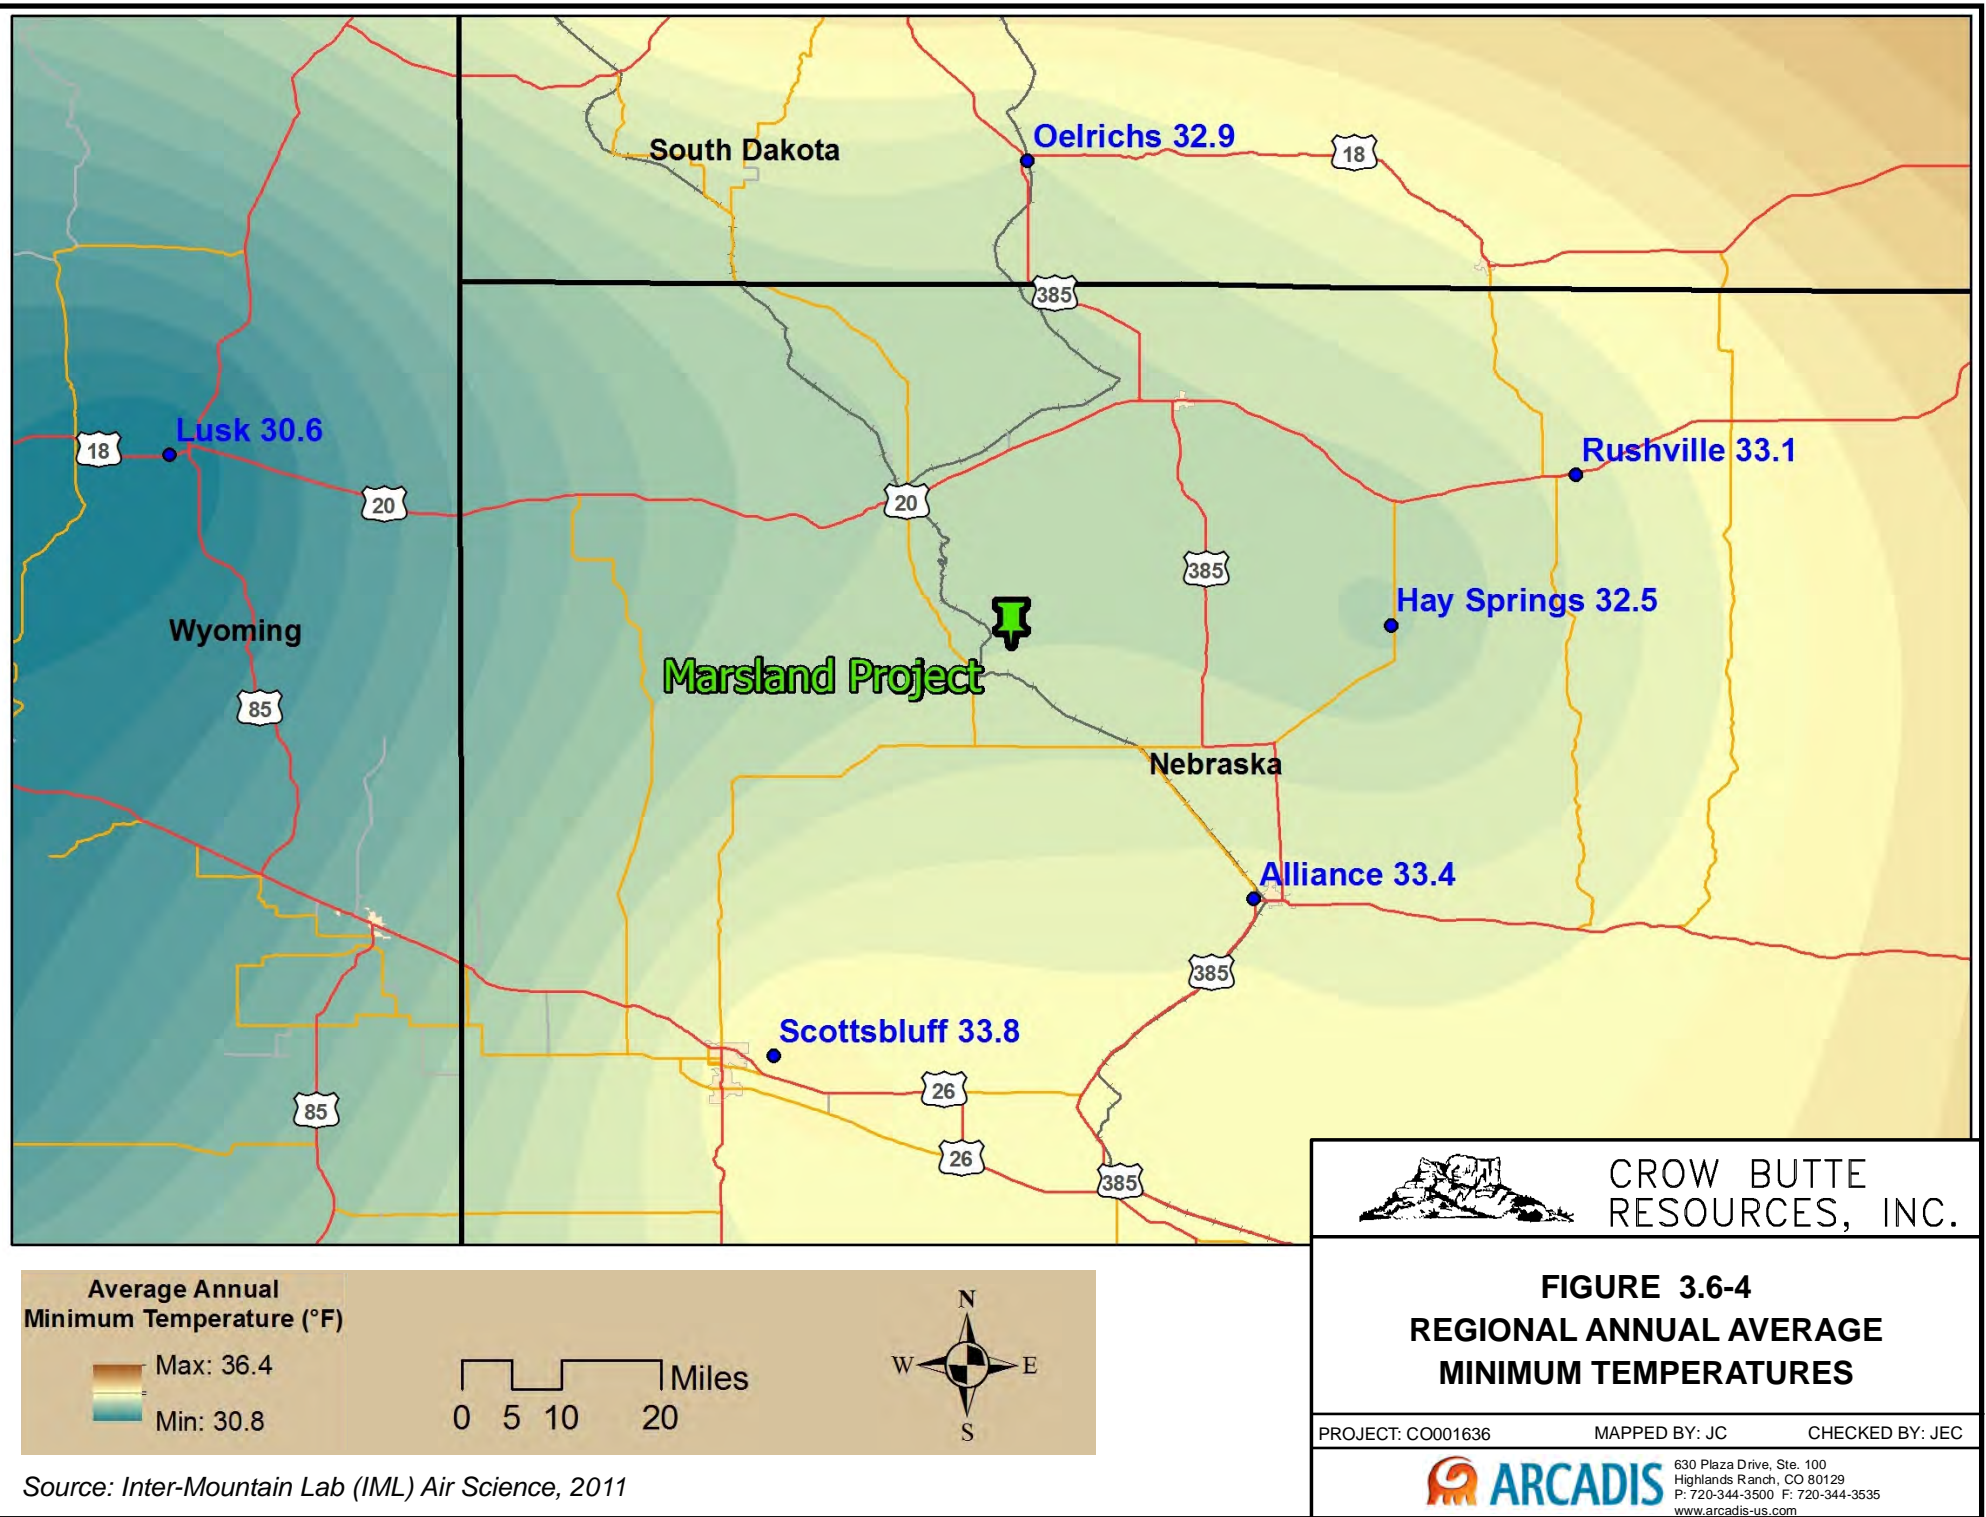 South Dakota
Oelrichs 32.9
18
385
Lusk 30.6
18
20
20
Rushville 33.1
385
Hay Springs 32.5
Wyoming
Marsland Project
85
Nebraska
Alliance 33.4
385
Scottsbluff 33.8
26
85
26
385
CROW BUTTE
RESOURCES, INC.
Average Annual
Minimum Temperature (°F)
Max: 36.4
Min: 30.8
Miles
0 5 10 20
N
W E
S
FIGURE 3.6-4
REGIONAL ANNUAL AVERAGE
MINIMUM TEMPERATURES
PROJECT: CO001636 MAPPED BY: JC CHECKED BY: JEC
ARCADIS
630 Plaza Drive, Ste. 100
Highlands Ranch, CO 80129
P: 720-344-3500 F: 720-344-3535
www.arcadis-us.com
Source: Inter-Mountain Lab (IML) Air Science, 2011